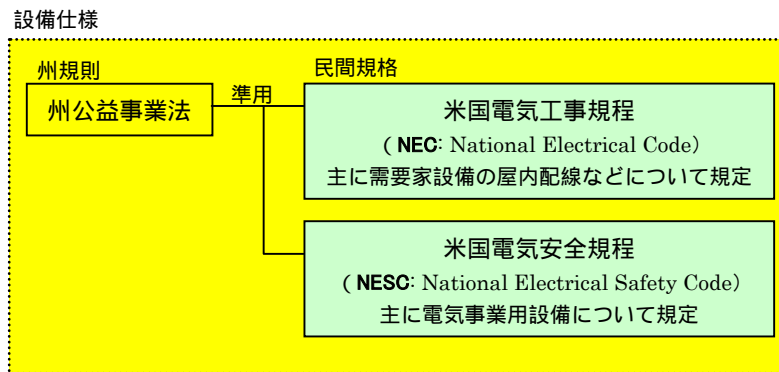 設備仕様
州規則
民間規格
州公益事業法
準用
米国電気工事規程
（NEC: National Electrical Code）
主に需要家設備の屋内配線などについて規定
米国電気安全規程
（NESC: National Electrical Safety Code）
主に電気事業用設備について規定